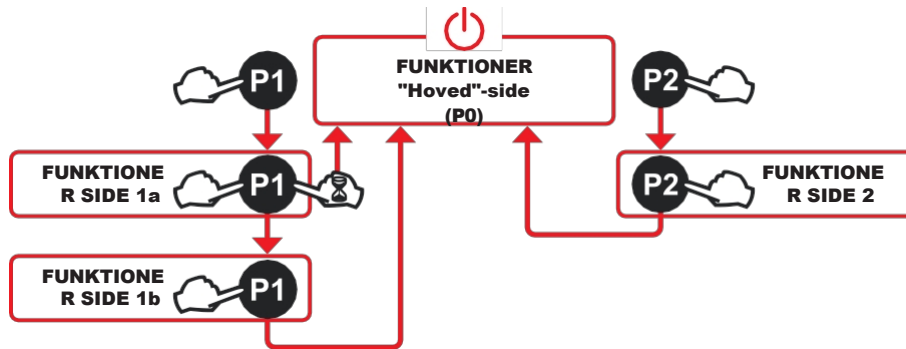 P1
FUNKTIONER
"Hoved"-side
(P0)
P2
FUNKTIONE
R SIDE 1a
P1
P2
FUNKTIONE
R SIDE 2
FUNKTIONE
R SIDE 1b
P1